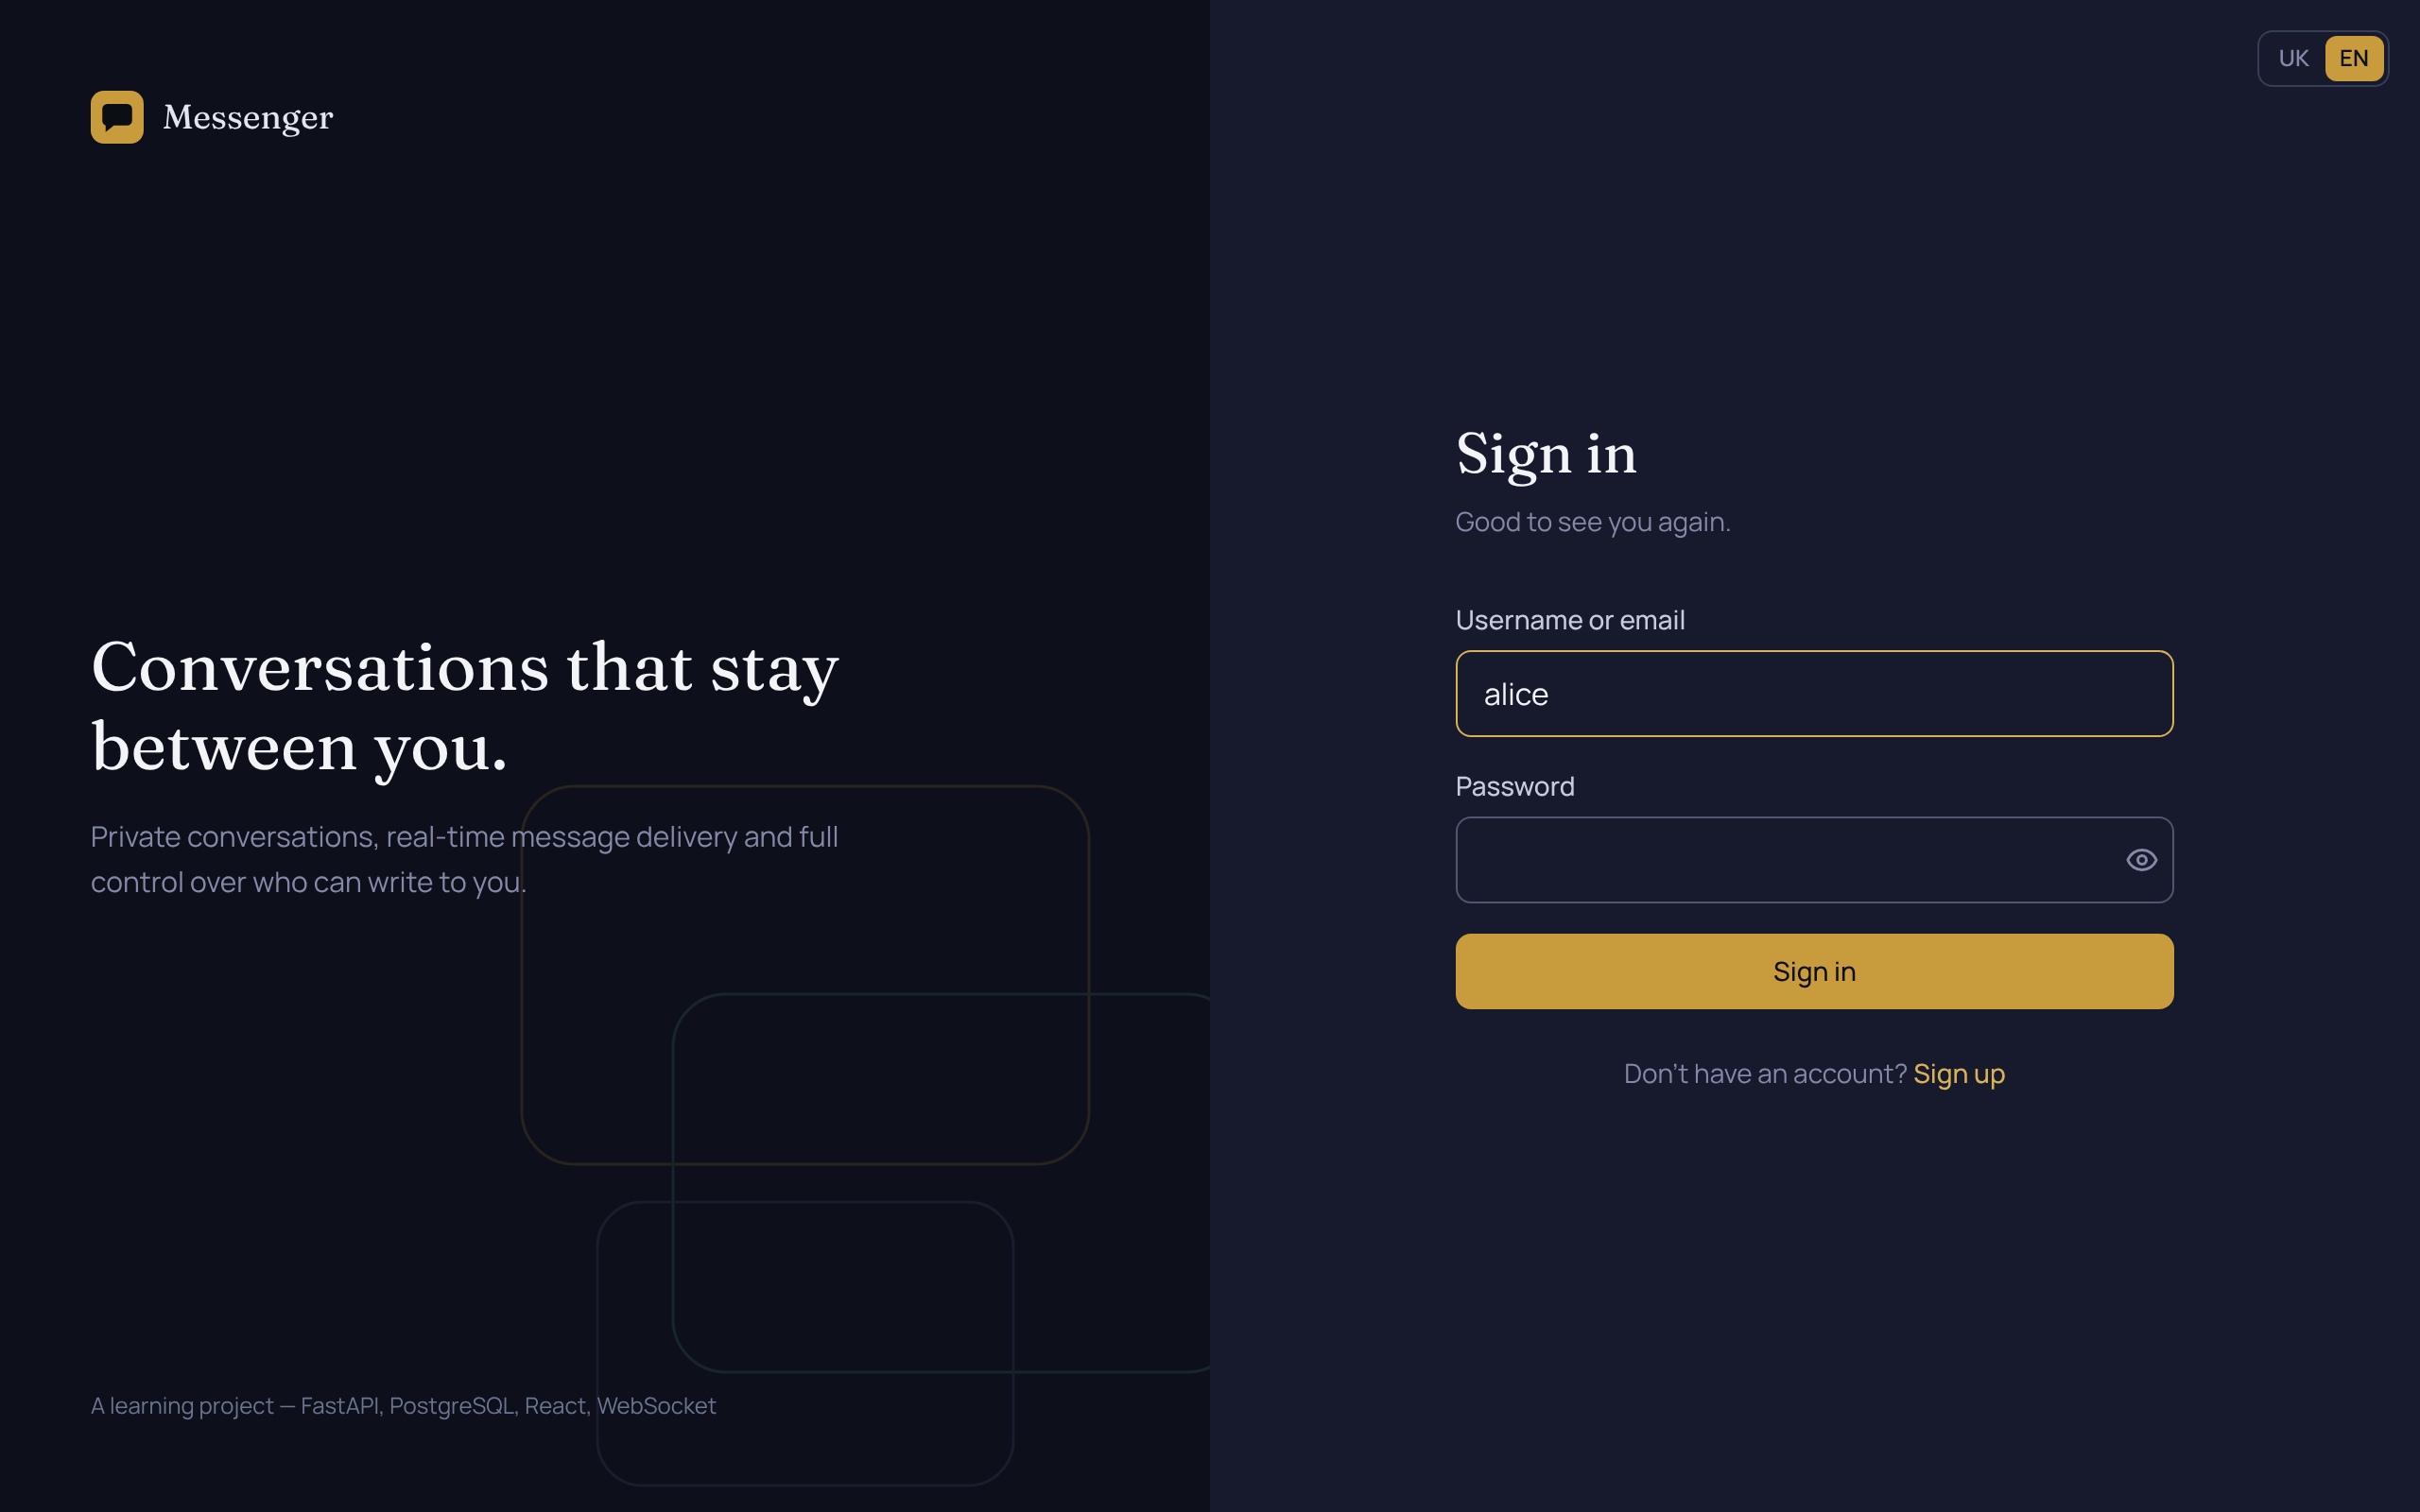 Messenger
Conversations that stay
between you.
Private conversations, real-time message delivery and full
control over who can write to you.
A learning project — FastAPI, PostgreSQL, React, WebSocket
UK EN
Sign in
Good to see you again.
Username or email
alice
Password
Sign in
Don't have an account? Sign up